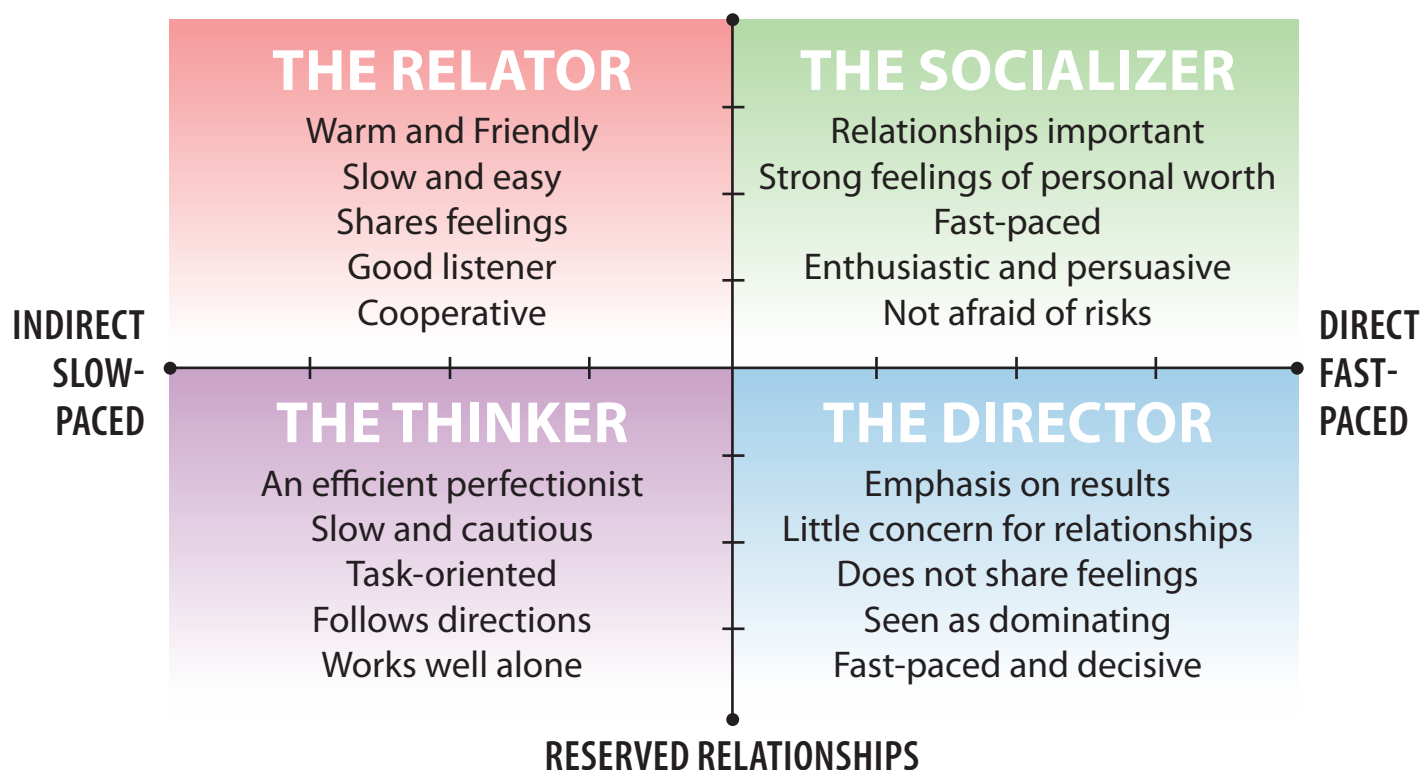 THE RELATOR
Warm and Friendly
Slow and easy
Shares feelings
Good listener
Cooperative
THE SOCIALIZER
Relationships important
Strong feelings of personal worth
Fast-paced
Enthusiastic and persuasive
Not afraid of risks
INDIRECT
SLOW-
PACED
DIRECT
FAST-
PACED
THE THINKER
An efficient perfectionist
Slow and cautious
Task-oriented
Follows directions
Works well alone
THE DIRECTOR
Emphasis on results
Little concern for relationships
Does not share feelings
Seen as dominating
Fast-paced and decisive
RESERVED RELATIONSHIPS